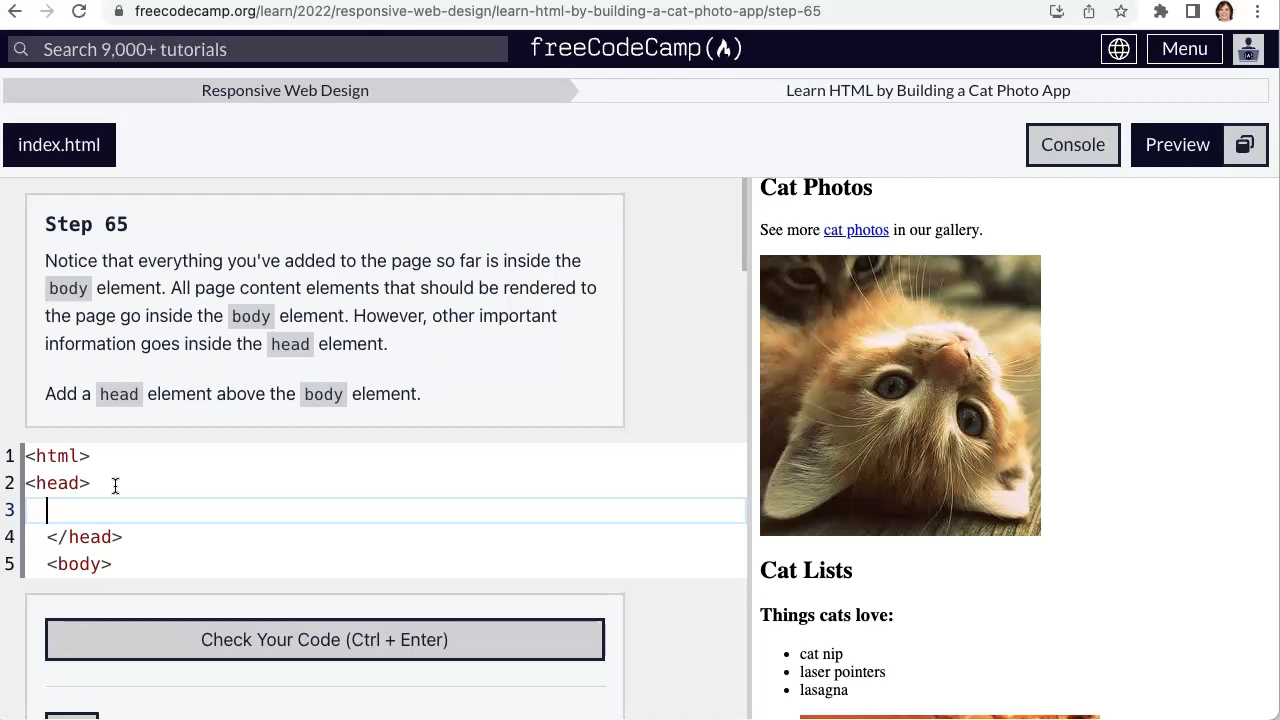 freecodecamp.org/learn/2022/responsive-web-design/learn-html-by-building-a-cat-photo-app/step-65
Search 9,000+ tutorials
freeCodeCamp
Menu
Responsive Web Design
Learn HTML by Building a Cat Photo App
index.html
Console
Preview
Step 65
Notice that everything you've added to the page so far is inside the
body element. All page content elements that should be rendered to
the page go inside the body element. However, other important
information goes inside the head element.
Add a head element above the body element.
1 <html>
2 <head>
3
4 </head>
5 <body>
Check Your Code (Ctrl + Enter)
Cat Photos
See more cat photos in our gallery.
Cat Lists
Things cats love:
cat nip
laser pointers
lasagna